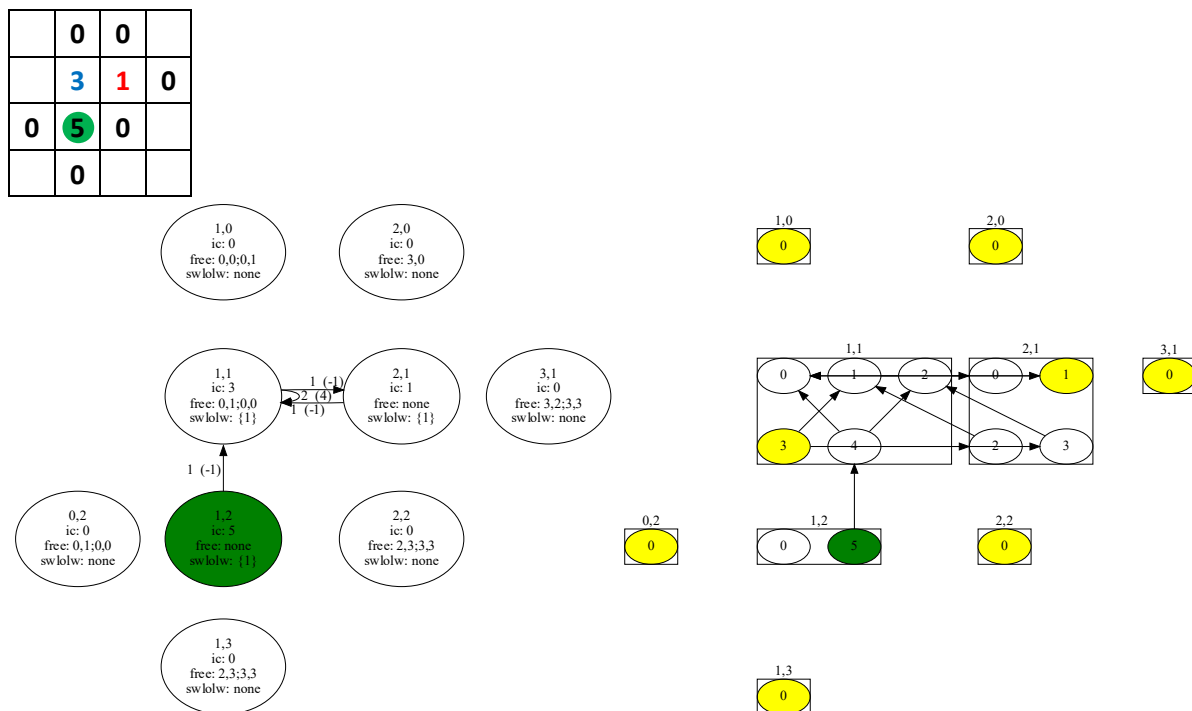 0 0
3 1 0
0 5 0
0
1,0
ic: 0
free: 0,0;0,1
swlolw: none
2,0
ic: 0
free: 3,0
swlolw: none
1,1
ic: 3
free: 0,1;0,0
swlolw: {1}
1 (-1)
2 (4)
1 (-1)
2,1
ic: 1
free: none
swlolw: {1}
3,1
ic: 0
free: 3,2;3,3
swlolw: none
1 (-1)
0,2
ic: 0
free: 0,1;0,0
swlolw: none
1,2
ic: 5
free: none
swlolw: {1}
2,2
ic: 0
free: 2,3;3,3
swlolw: none
1,3
ic: 0
free: 2,3;3,3
swlolw: none
1,0
0
2,0
0
1,1
0 1 2
3 4
2,1
0 1
2 3
3,1
0
0,2
0
1,2
0 5
2,2
0
1,3
0